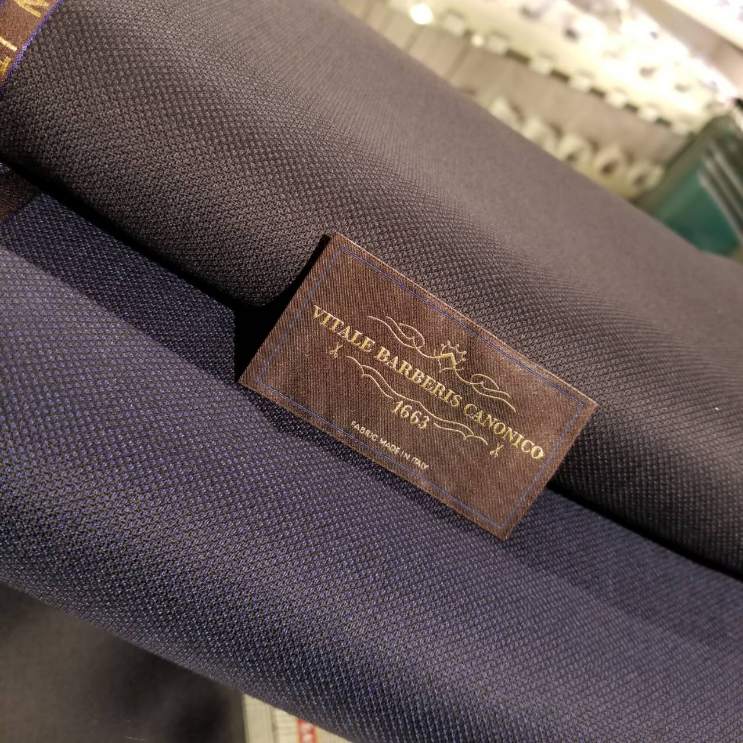 VITALE BARBERIS CANONICO
1663
FABRIC MADE IN ITALY